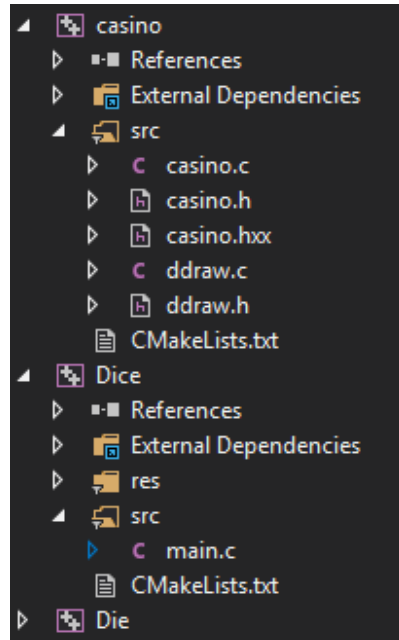 casino
References
External Dependencies
src
C casino.c
h casino.h
h casino.hxx
C ddraw.c
h ddraw.h
CMakeLists.txt
Dice
References
External Dependencies
res
src
C main.c
CMakeLists.txt
Die